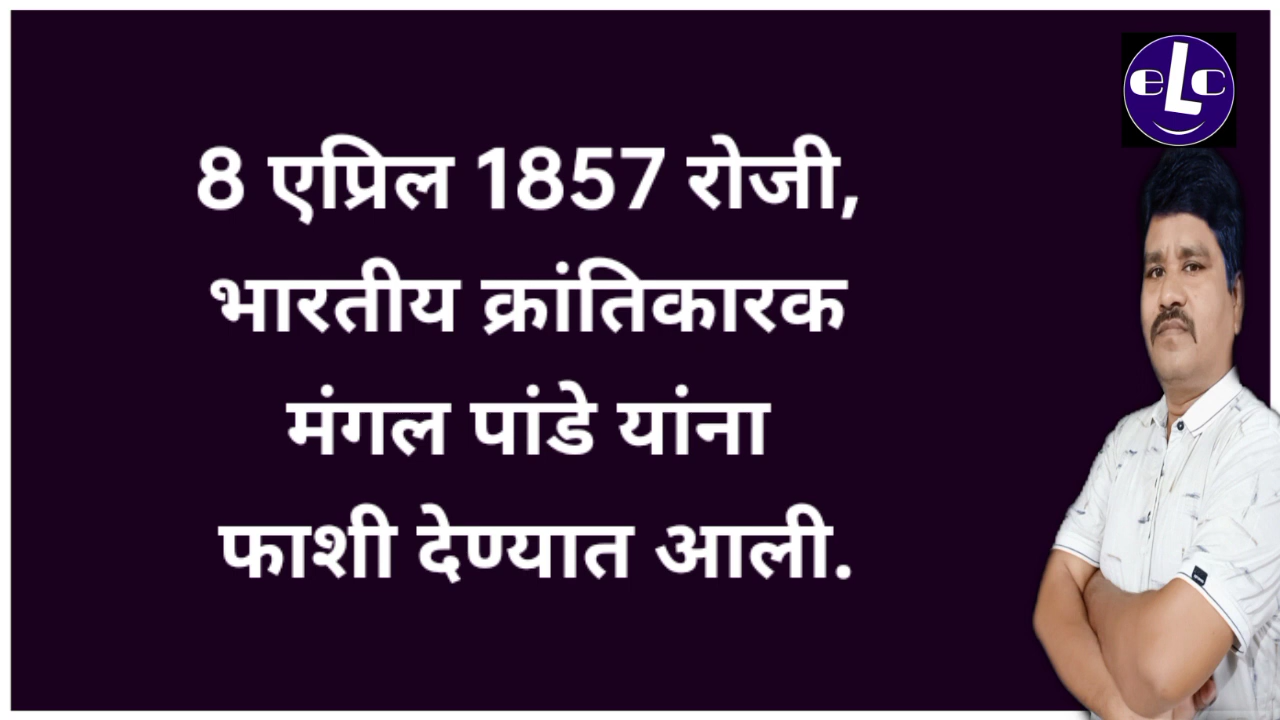 eLc
8 एप्रिल 1857 रोजी,
भारतीय क्रांतिकारक
मंगल पांडे यांना
फाशी देण्यात आली.